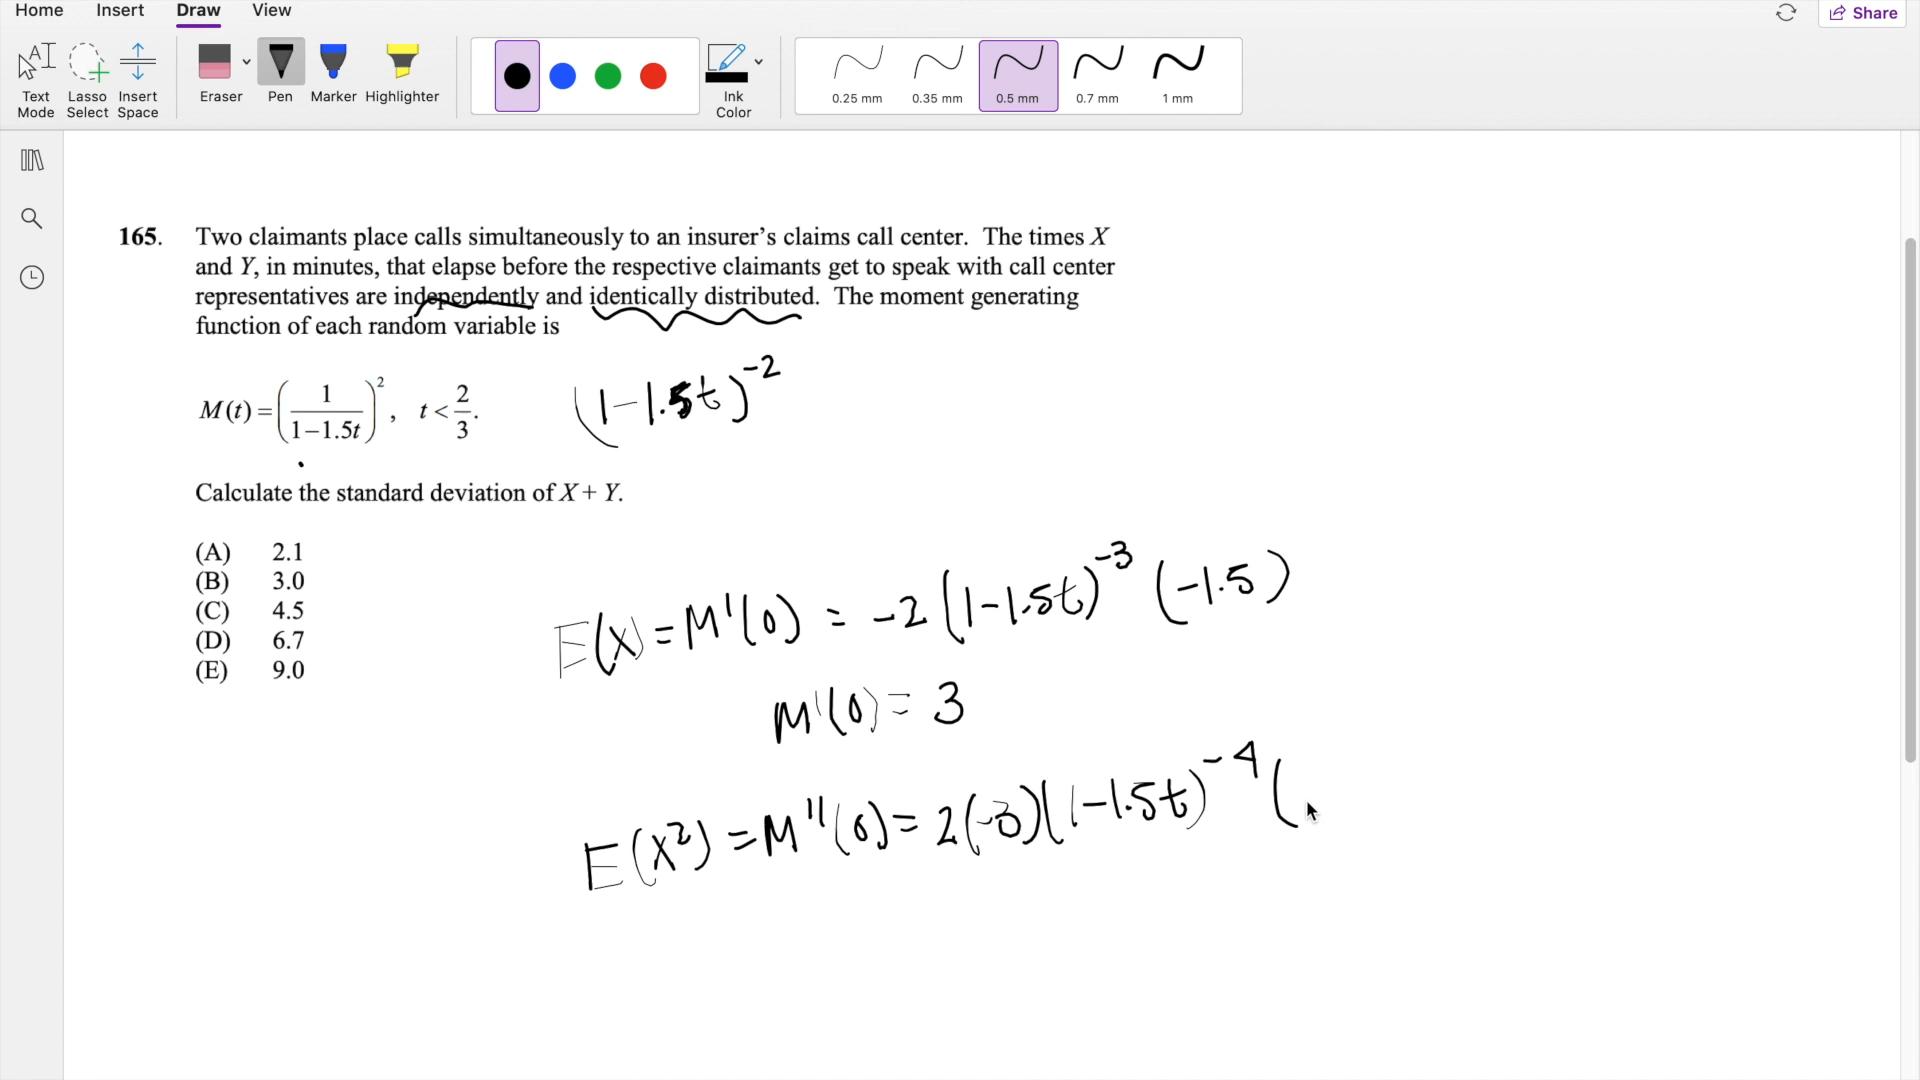 Home Insert Draw View Share
Text Mode Lasso Select Insert Space Eraser Pen Marker Highlighter Ink Color 0.25 mm 0.35 mm 0.5 mm 0.7 mm 1 mm
165. Two claimants place calls simultaneously to an insurer's claims call center. The times X
and Y, in minutes, that elapse before the respective claimants get to speak with call center
representatives are independently and identically distributed. The moment generating
function of each random variable is
M(t) = (1/(1−1.5t))², t < 2/3.
(1-1.5t)⁻²
Calculate the standard deviation of X + Y.
(A) 2.1
(B) 3.0
(C) 4.5
(D) 6.7
(E) 9.0
E(X) = M'(0) = -2(1-1.5t)⁻³(-1.5)
M'(0) = 3
E(X²) = M''(0) = 2(-3)(1-1.5t)⁻⁴(